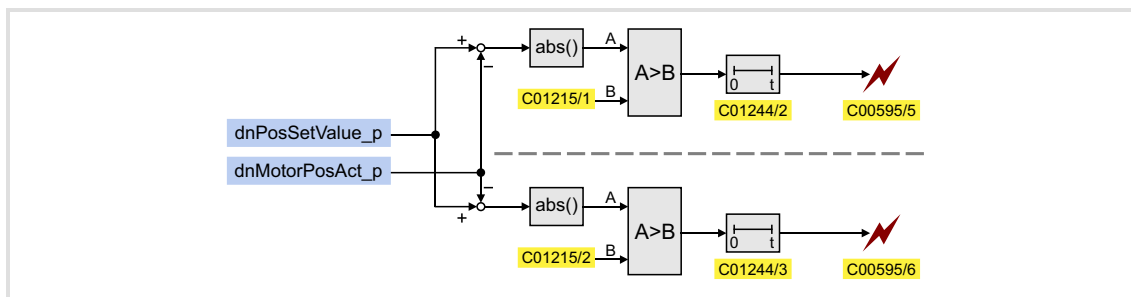 +
abs()
A
A>B
−
C01215/1
B
0 t
C01244/2
C00595/5
dnPosSetValue_p
dnMotorPosAct_p
−
+
abs()
A
A>B
C01215/2
B
0 t
C01244/3
C00595/6